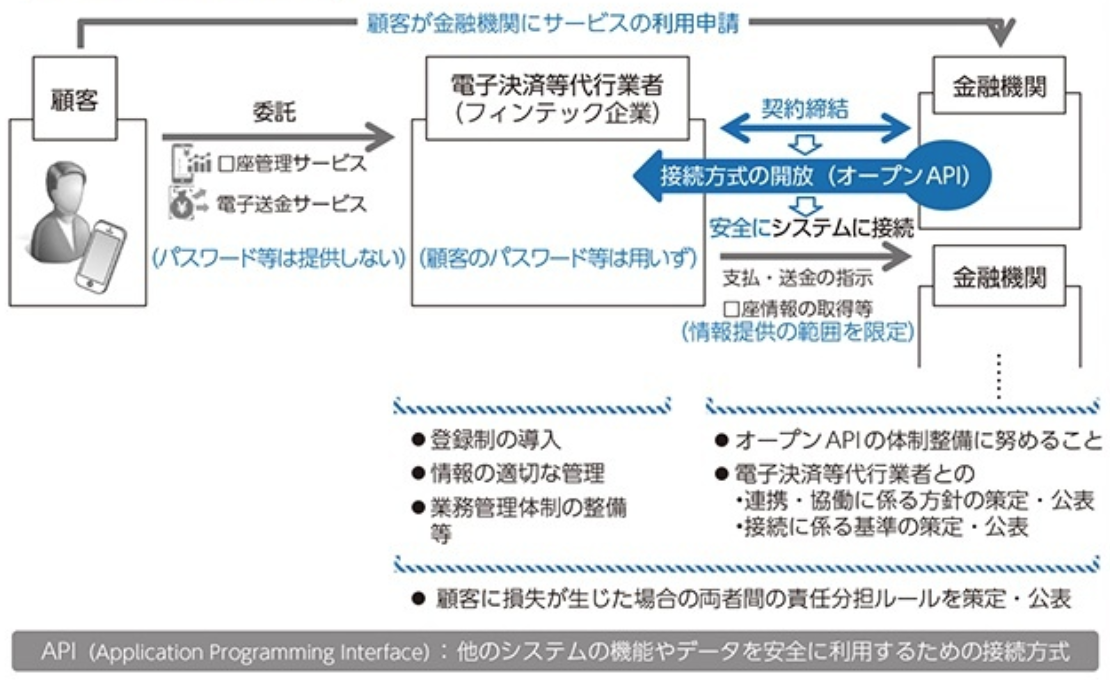 顧客が金融機関にサービスの利用申請
顧客
電子決済等代行業者
（フィンテック企業）
金融機関
委託
口座管理サービス
電子送金サービス
（パスワード等は提供しない）
（顧客のパスワード等は用いず）
契約締結
接続方式の開放（オープンAPI）
安全にシステムに接続
支払・送金の指示
口座情報の取得等
（情報提供の範囲を限定）
金融機関
●登録制の導入
●情報の適切な管理
●業務管理体制の整備
等
●オープンAPIの体制整備に努めること
●電子決済等代行業者との
・連携・協働に係る方針の策定・公表
・接続に係る基準の策定・公表
● 顧客に損失が生じた場合の両者間の責任分担ルールを策定・公表
API（Application Programming Interface）：他のシステムの機能やデータを安全に利用するための接続方式